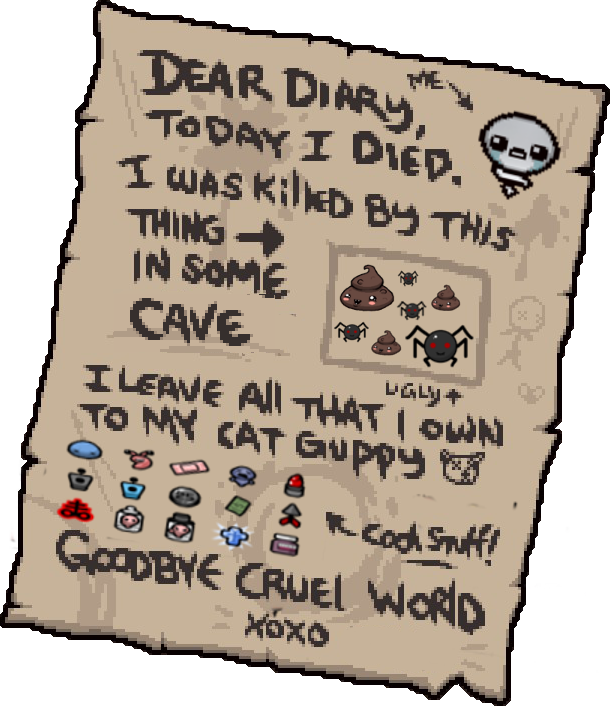 ME
DEAR DIARY,
TODAY I DIED.
I WAS KillED BY THIS
THING
IN SOME
CAVE
UGLY
I LEAVE All THAT I OWN
TO MY CAT GUPPY
Cool Stuff!
GOODBYE CRUEl WORlD
XOXO